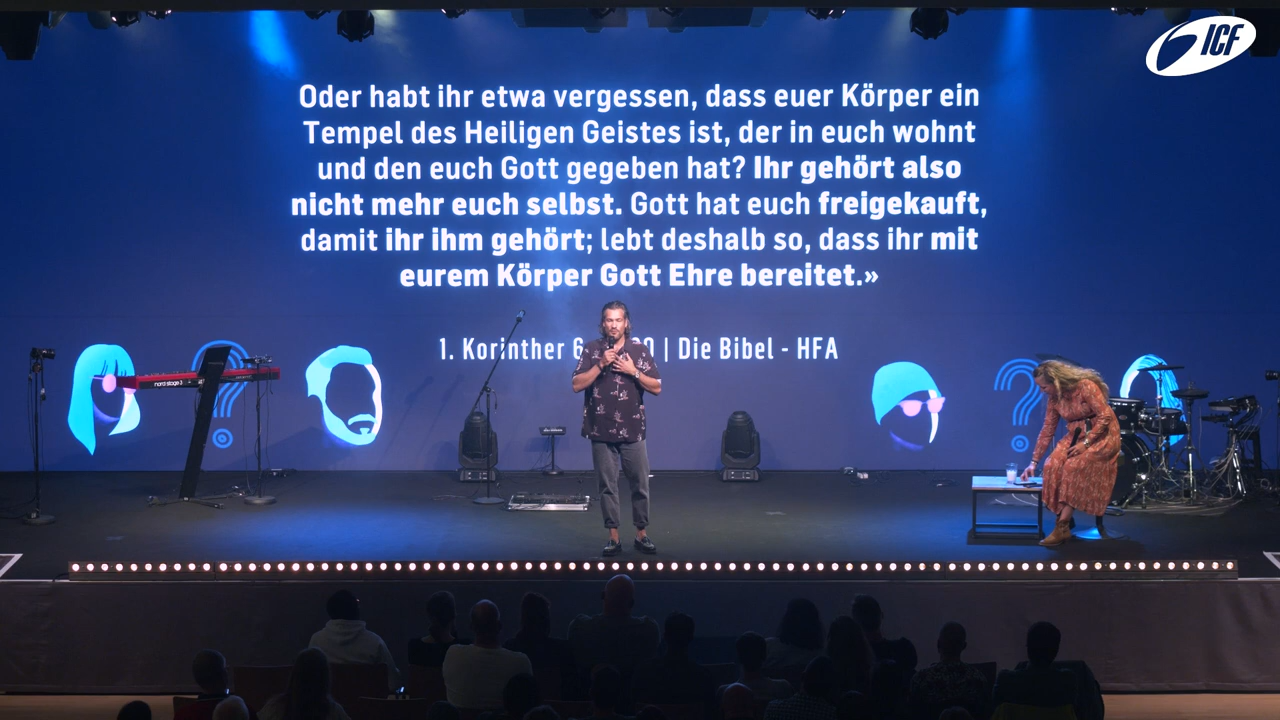 ICF
Oder habt ihr etwa vergessen, dass euer Körper ein
Tempel des Heiligen Geistes ist, der in euch wohnt
und den euch Gott gegeben hat? Ihr gehört also
nicht mehr euch selbst. Gott hat euch freigekauft,
damit ihr ihm gehört; lebt deshalb so, dass ihr mit
eurem Körper Gott Ehre bereitet.»
1. Korinther 6 | Die Bibel - HFA
nord stage 3